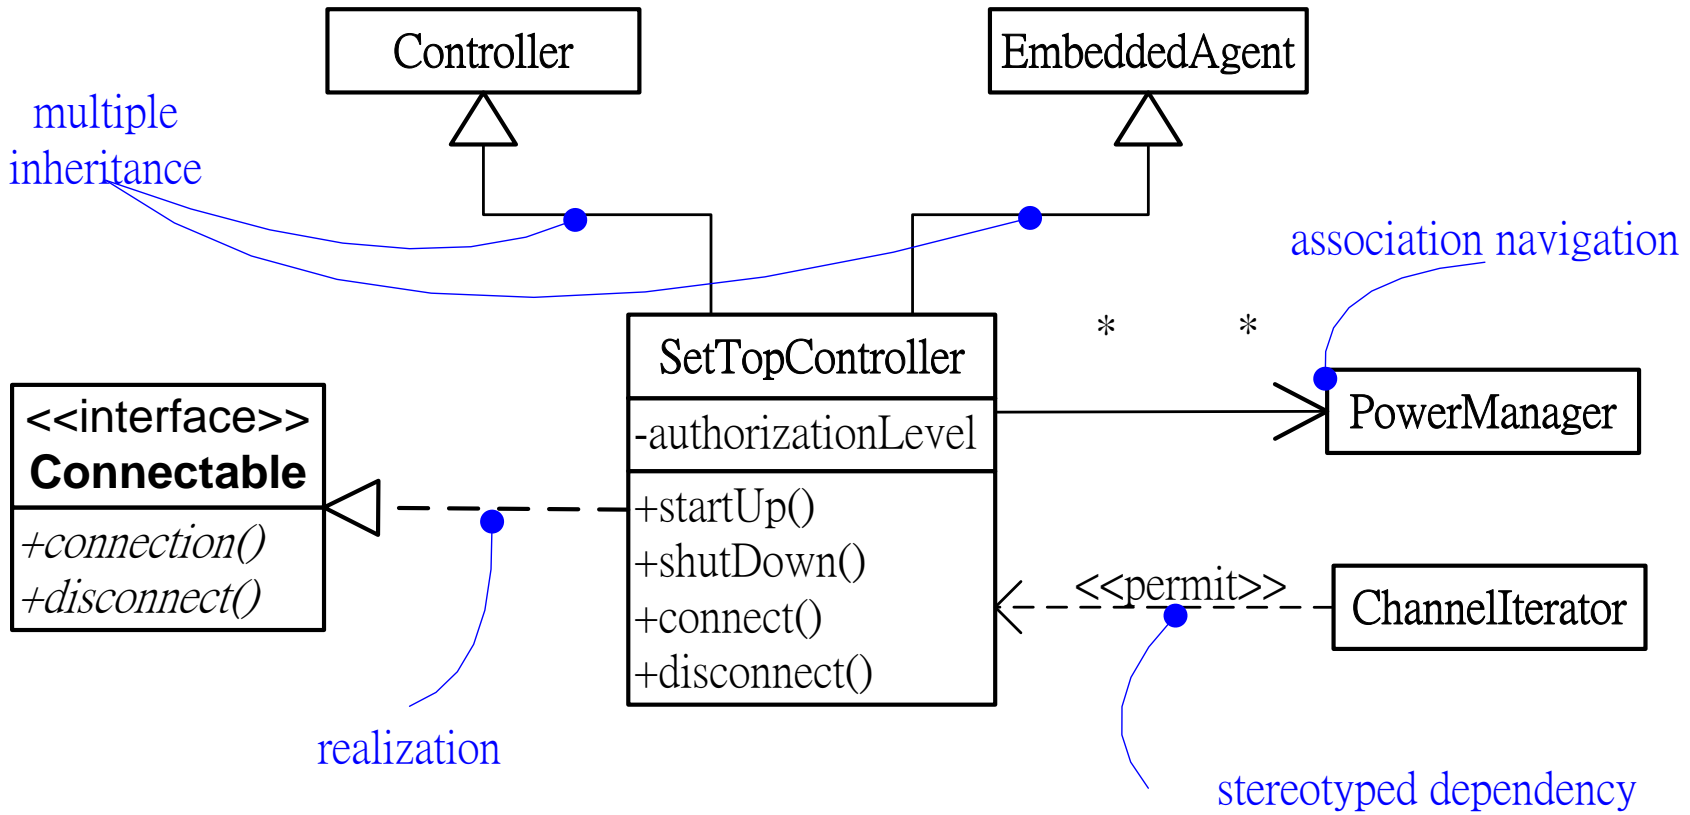 Controller
EmbeddedAgent
multiple
inheritance
association navigation
* *
SetTopController
-authorizationLevel
+startUp()
+shutDown()
+connect()
+disconnect()
<<interface>>
Connectable
+connection()
+disconnect()
PowerManager
<<permit>>
ChannelIterator
realization
stereotyped dependency